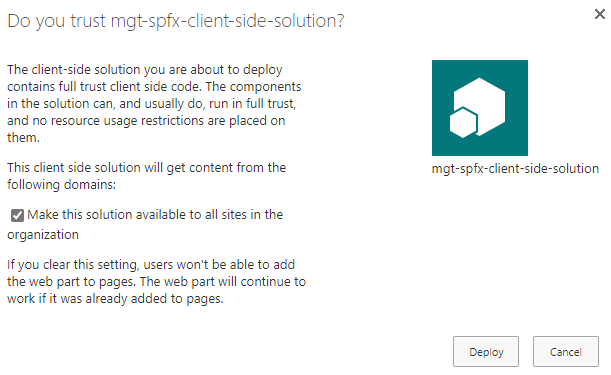 Do you trust mgt-spfx-client-side-solution?
The client-side solution you are about to deploy
contains full trust client side code. The components
in the solution can, and usually do, run in full trust,
and no resource usage restrictions are placed on
them.
This client side solution will get content from the
following domains:
Make this solution available to all sites in the
organization
If you clear this setting, users won't be able to add
the web part to pages. The web part will continue to
work if it was already added to pages.
mgt-spfx-client-side-solution
Deploy
Cancel